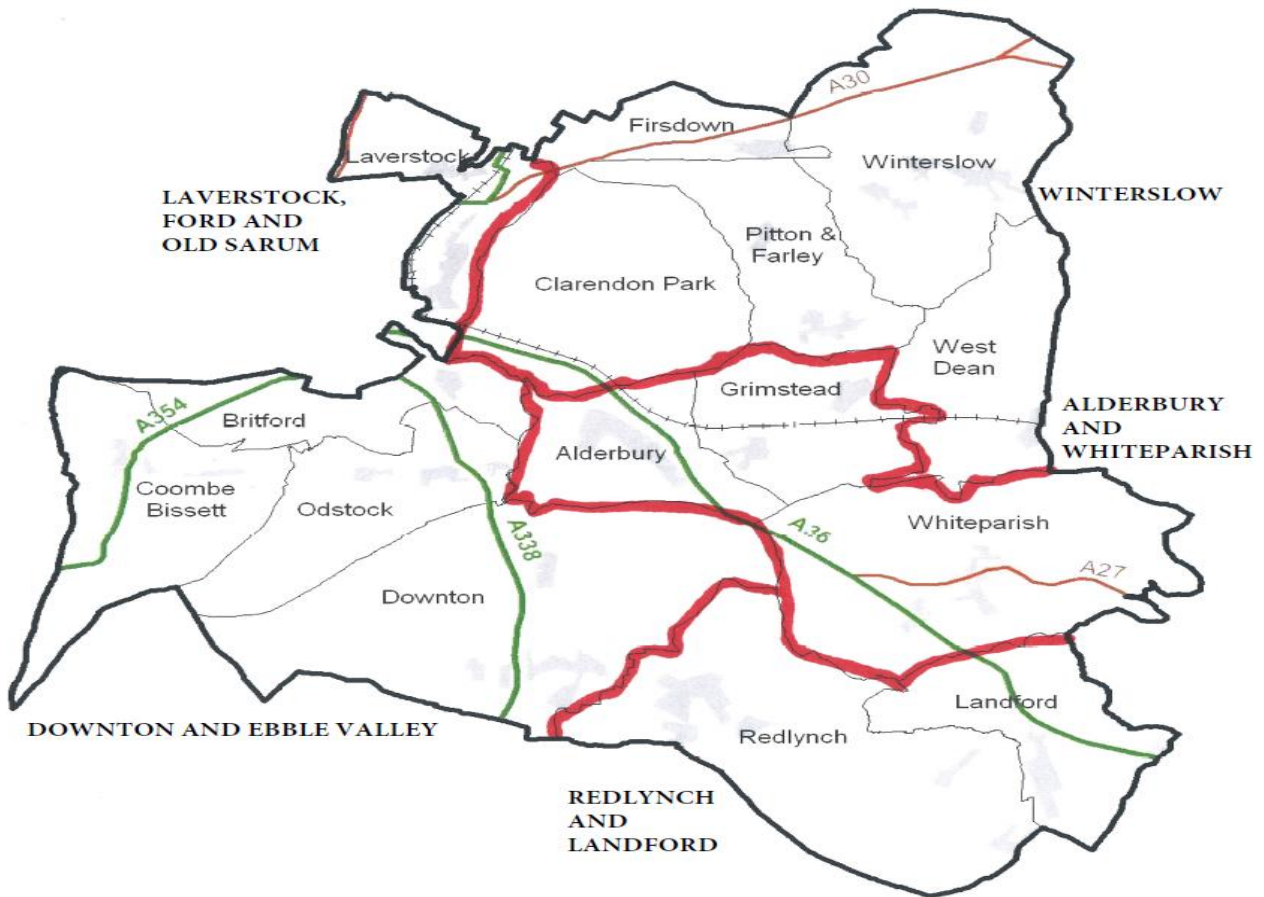 A30
Firsdown
Laverstock
Winterslow
LAVERSTOCK,
FORD AND
OLD SARUM
WINTERSLOW
Pitton &
Farley
Clarendon Park
West
Dean
Grimstead
ALDERBURY
AND
WHITEPARISH
A354
Britford
Alderbury
Coombe
Bissett
Odstock
A338
A36
Whiteparish
A27
Downton
Landford
DOWNTON AND EBBLE VALLEY
Redlynch
REDLYNCH
AND
LANDFORD